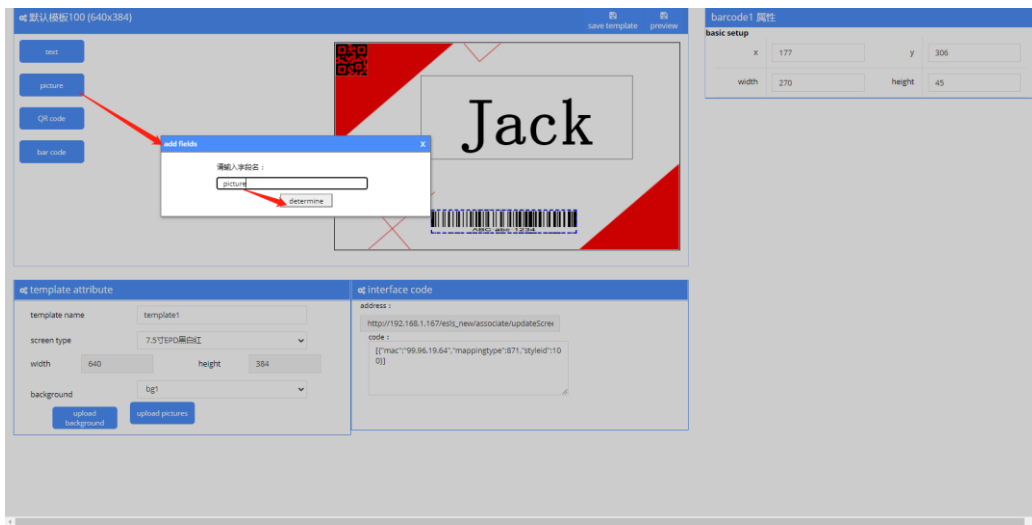 默认模板100 (640x384)
save template
preview
text
picture
QR code
bar code
add fields
x
请输入字段名：
picture
determine
Jack
ABC-abc-1234
barcode1 属性
basic setup
x 177 y 306
width 270 height 45
template attribute
template name template1
screen type 7.5寸EPD黑白红
width 640 height 384
background bg1
upload
background
upload pictures
interface code
address：
http://192.168.1.167/esls_new/associate/updateScree
code：
[{"mac":"99.96.19.64","mappingtype":871,"styleid":10
0}]